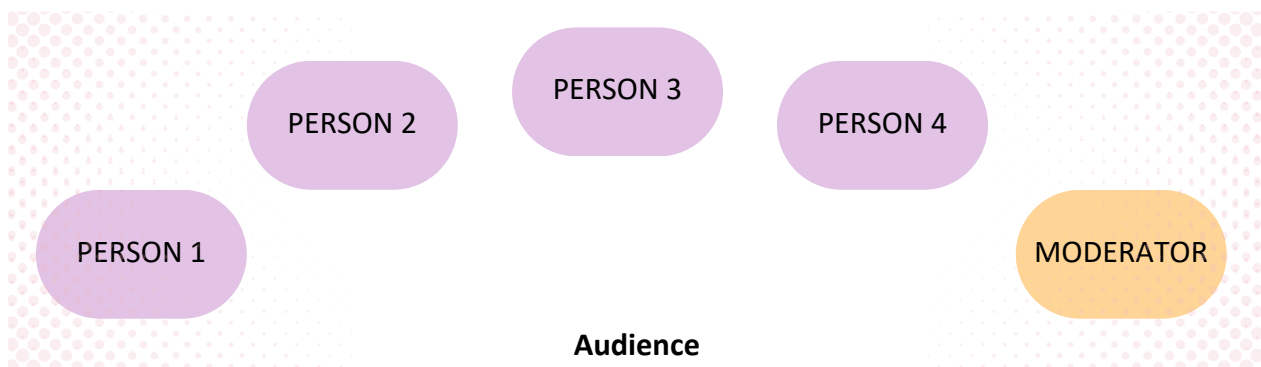 PERSON 3
PERSON 2
PERSON 4
PERSON 1
MODERATOR
Audience